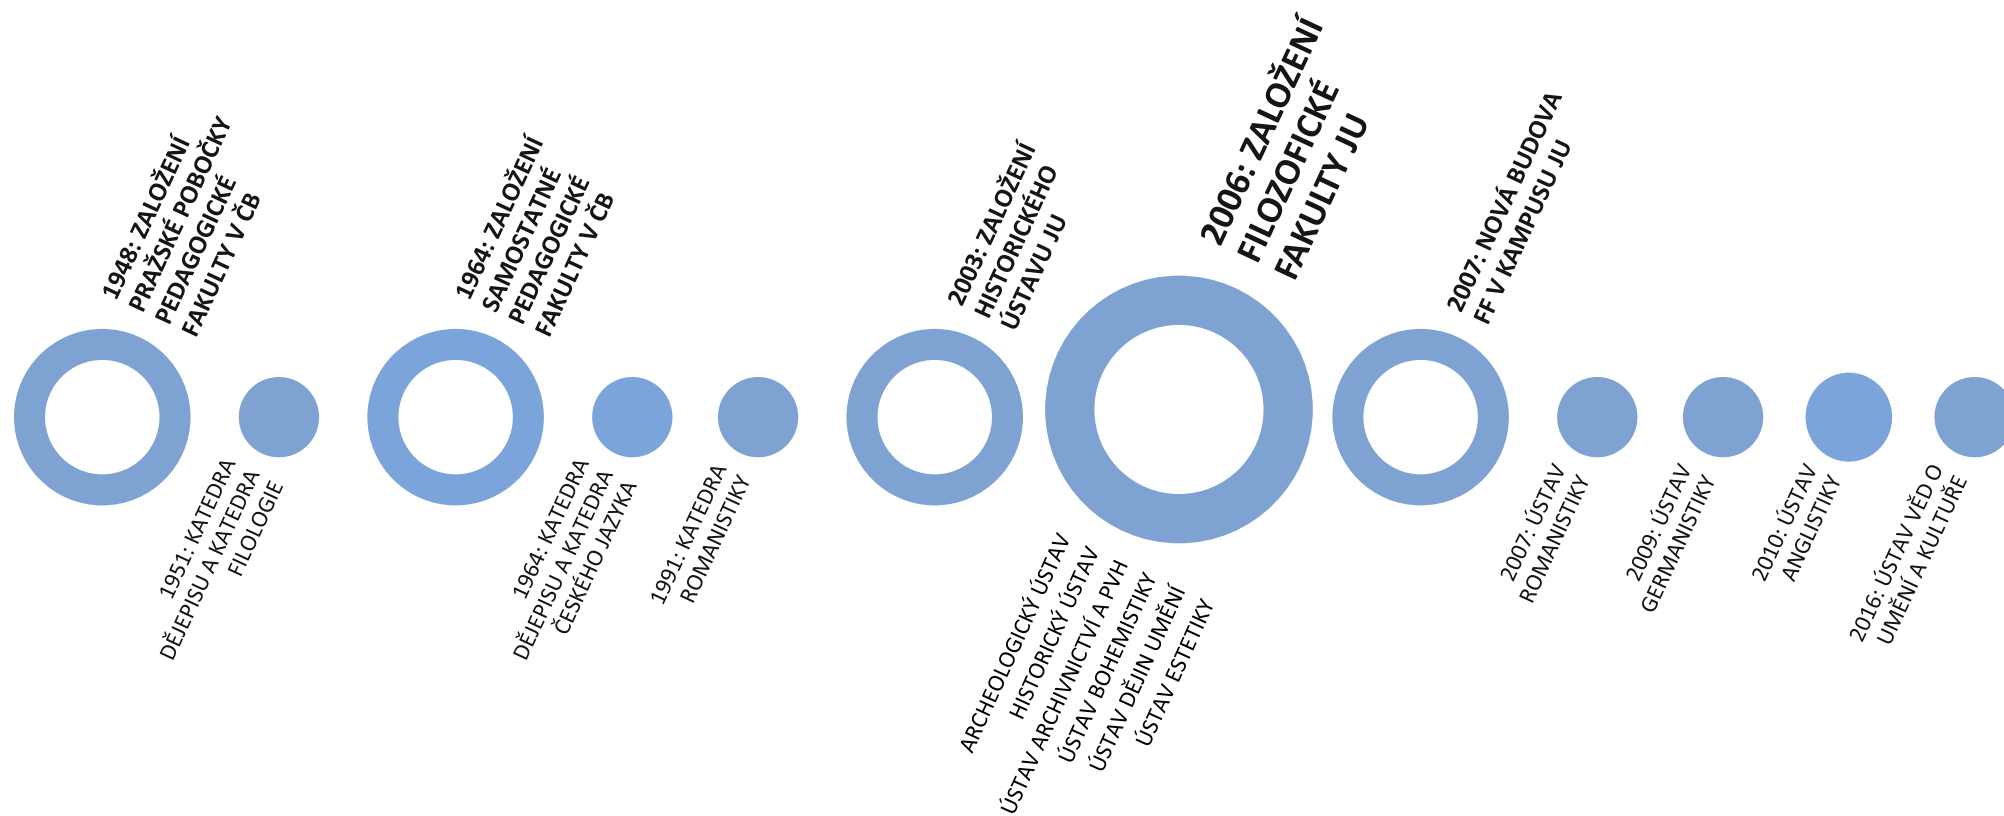 1948: ZALOŽENÍ
PRAŽSKÉ POBOČKY
PEDAGOGICKÉ
FAKULTY V ČB
1951: KATEDRA
DĚJEPISU A KATEDRA
FILOLOGIE
1964: ZALOŽENÍ
SAMOSTATNÉ
PEDAGOGICKÉ
FAKULTY V ČB
1964: KATEDRA
DĚJEPISU A KATEDRA
ČESKÉHO JAZYKA
1991: KATEDRA
ROMANISTIKY
2003: ZALOŽENÍ
HISTORICKÉHO
ÚSTAVU JU
2006: ZALOŽENÍ
FILOZOFICKÉ
FAKULTY JU
ARCHEOLOGICKÝ ÚSTAV
HISTORICKÝ ÚSTAV
ÚSTAV ARCHIVNICTVÍ A PVH
ÚSTAV BOHEMISTIKY
ÚSTAV DĚJIN UMĚNÍ
ÚSTAV ESTETIKY
2007: NOVÁ BUDOVA
FF V KAMPUSU JU
2007: ÚSTAV
ROMANISTIKY
2009: ÚSTAV
GERMANISTIKY
2010: ÚSTAV
ANGLISTIKY
2016: ÚSTAV VĚD O
UMĚNÍ A KULTUŘE